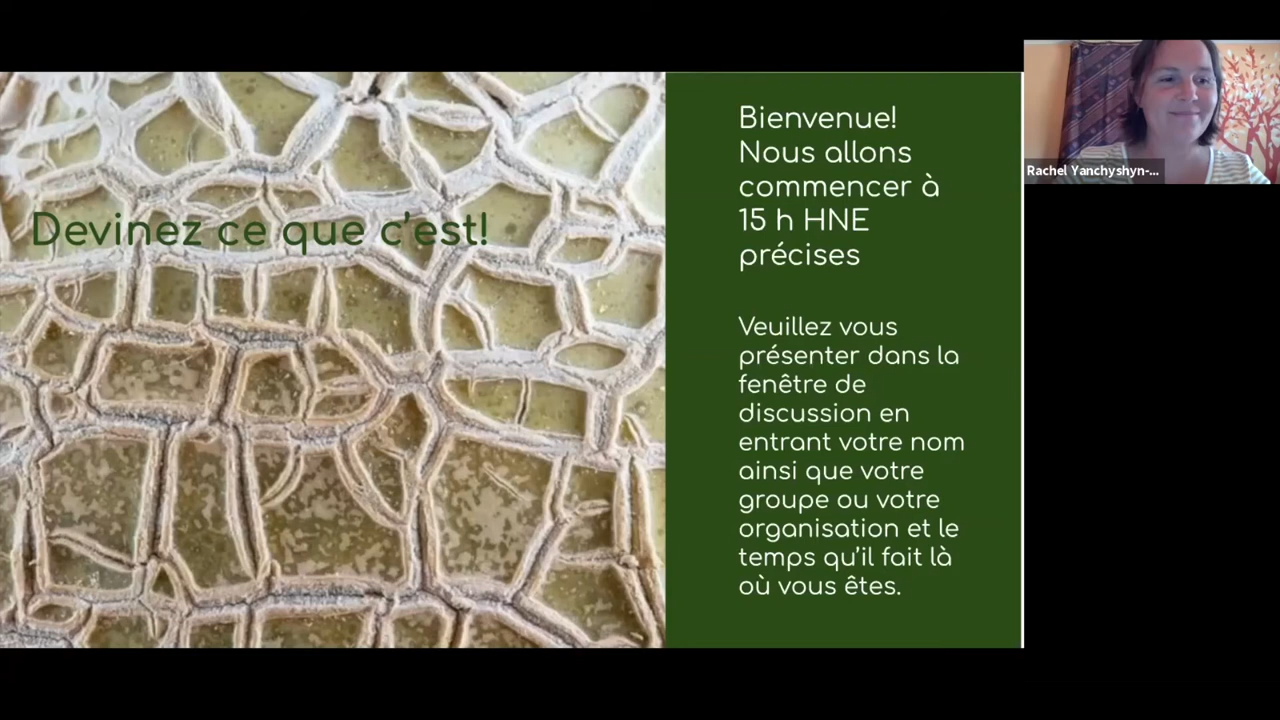 Devinez ce que c’est!
Bienvenue!
Nous allons
commencer à
15 h HNE
précises
Veuillez vous
présenter dans la
fenêtre de
discussion en
entrant votre nom
ainsi que votre
groupe ou votre
organisation et le
temps qu’il fait là
où vous êtes.
Rachel Yanchyshyn-...